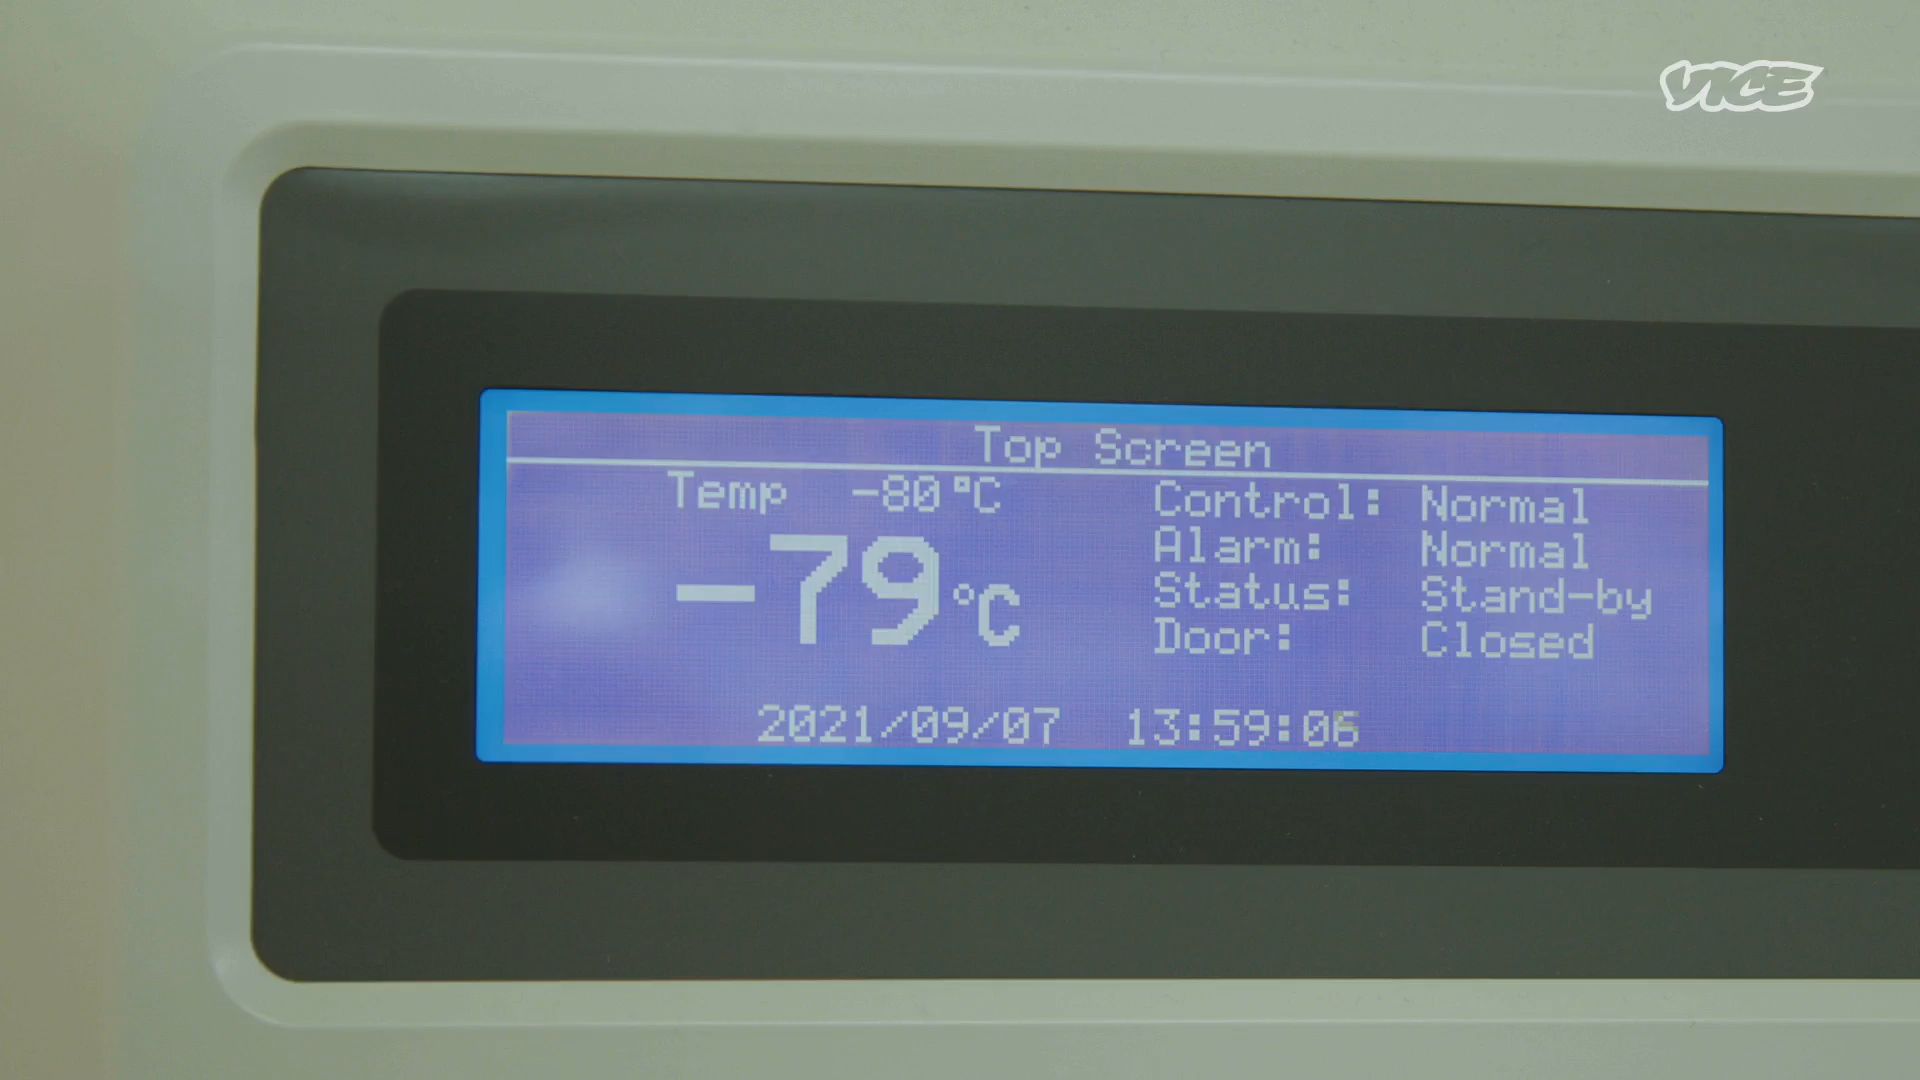 VICE
Top Screen
Temp -80°C
-79°C
Control: Normal
Alarm: Normal
Status: Stand-by
Door: Closed
2021/09/07 13:59:06